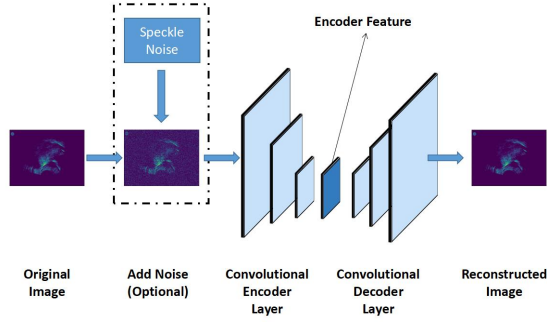 Encoder Feature
Speckle
Noise
Original
Image
Add Noise
(Optional)
Convolutional
Encoder
Layer
Convolutional
Decoder
Layer
Reconstructed
Image